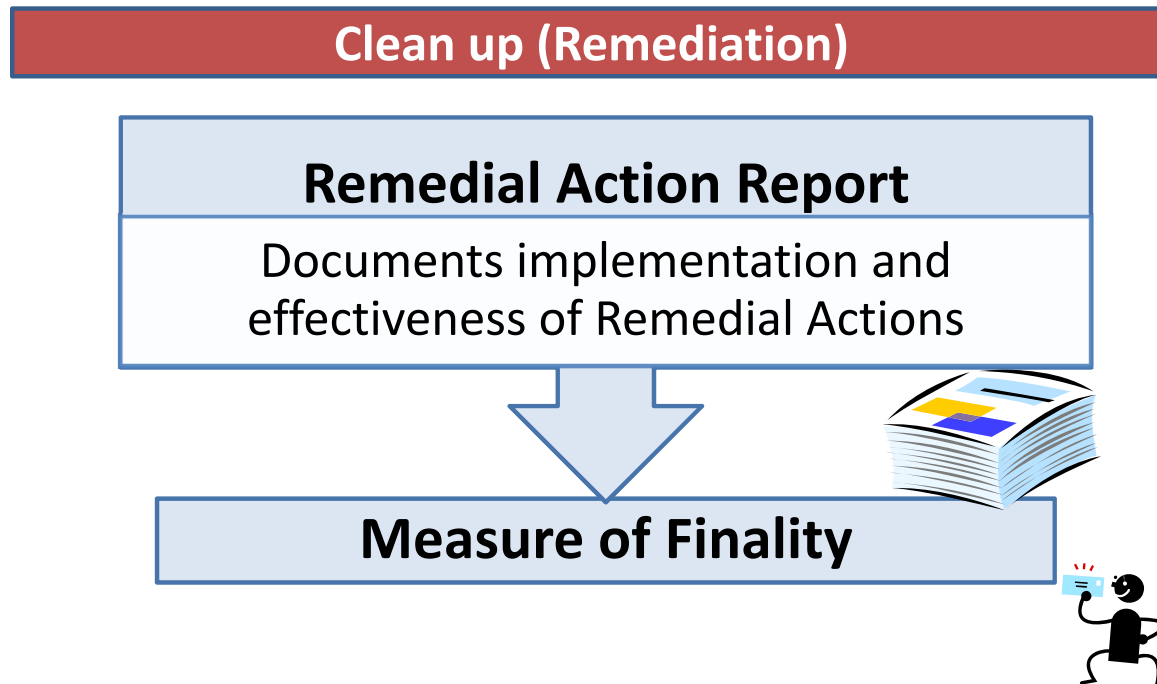 Clean up (Remediation)
Remedial Action Report
Documents implementation and
effectiveness of Remedial Actions
Measure of Finality